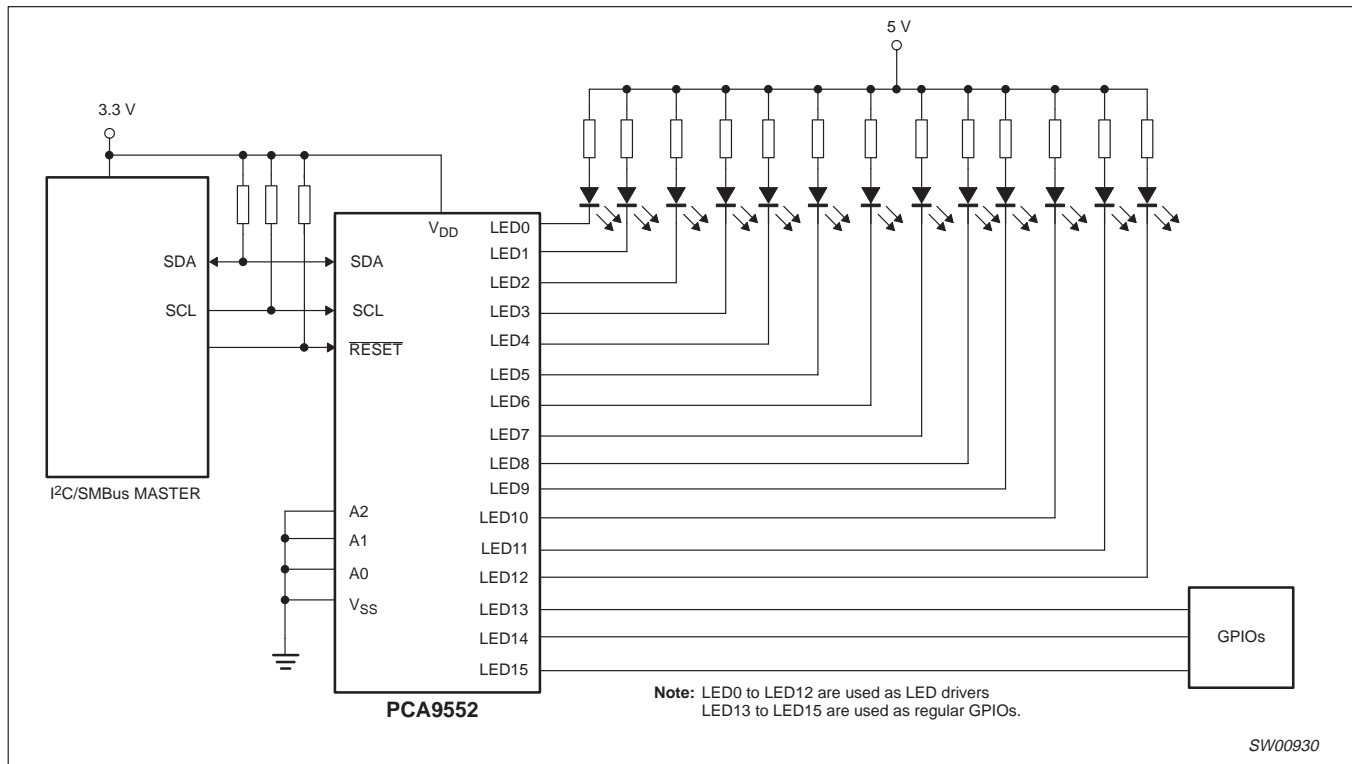 5 V
3.3 V
VDD
LED0
LED1
SDA
SDA
LED2
SCL
SCL
LED3
LED4
RESET
LED5
LED6
LED7
LED8
LED9
I2C/SMBus MASTER
A2
LED10
A1
LED11
A0
LED12
VSS
LED13
LED14
GPIOs
LED15
PCA9552
Note: LED0 to LED12 are used as LED drivers
LED13 to LED15 are used as regular GPIOs.
SW00930